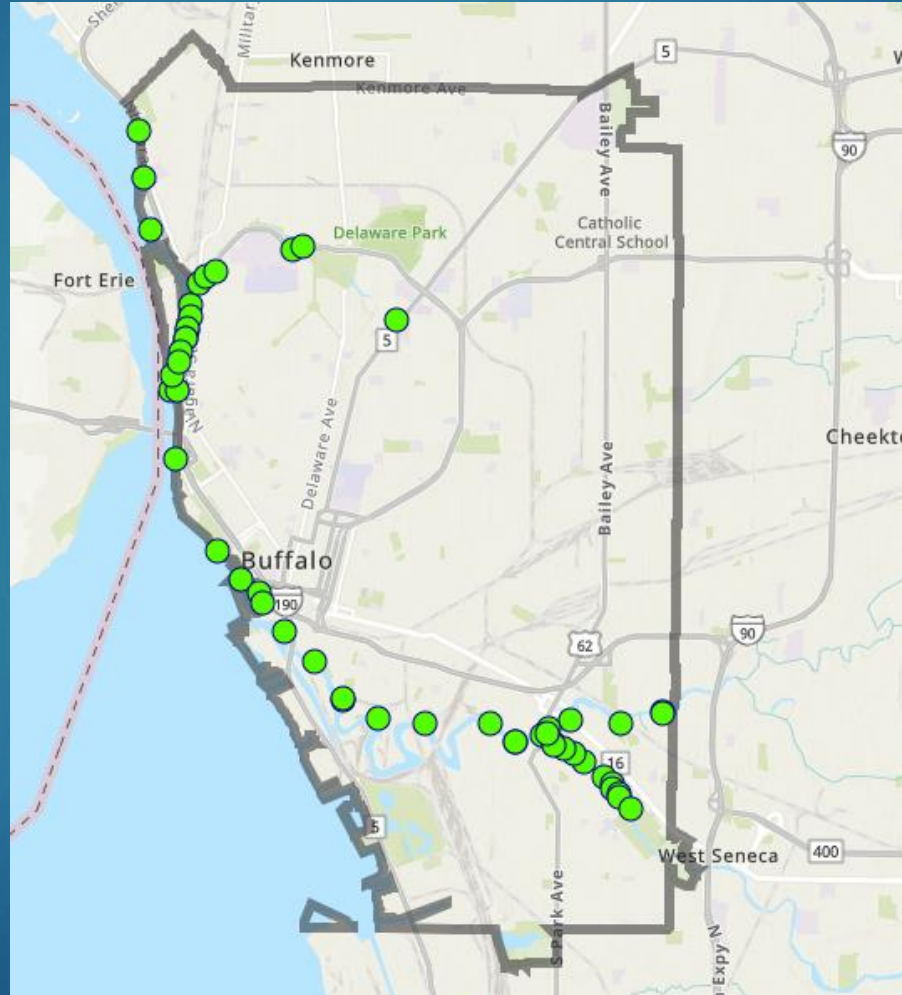 Military
Kenmore
5
Kenmore Ave
90
Bailey Ave
Catholic
Central School
Delaware Park
Fort Erie
5
Delaware Ave
Bailey Ave
Buffalo
190
62
90
16
5
West Seneca
400
S Park Ave
Expy N